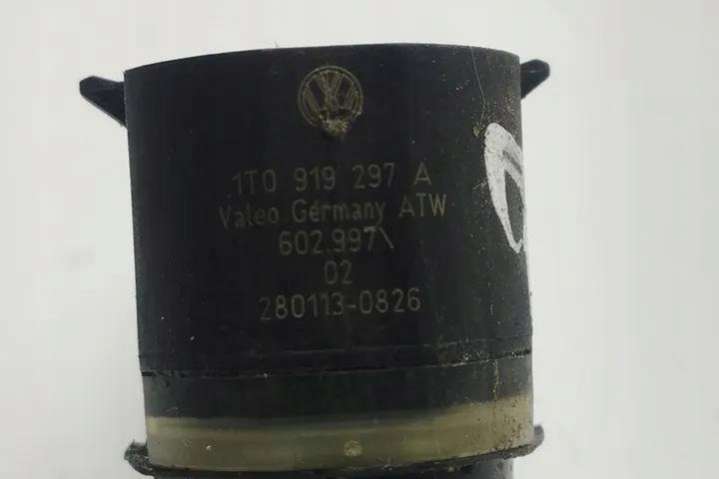 1T0 919 297 A
Valeo Germany ATW
602.997\
02
280113-0826